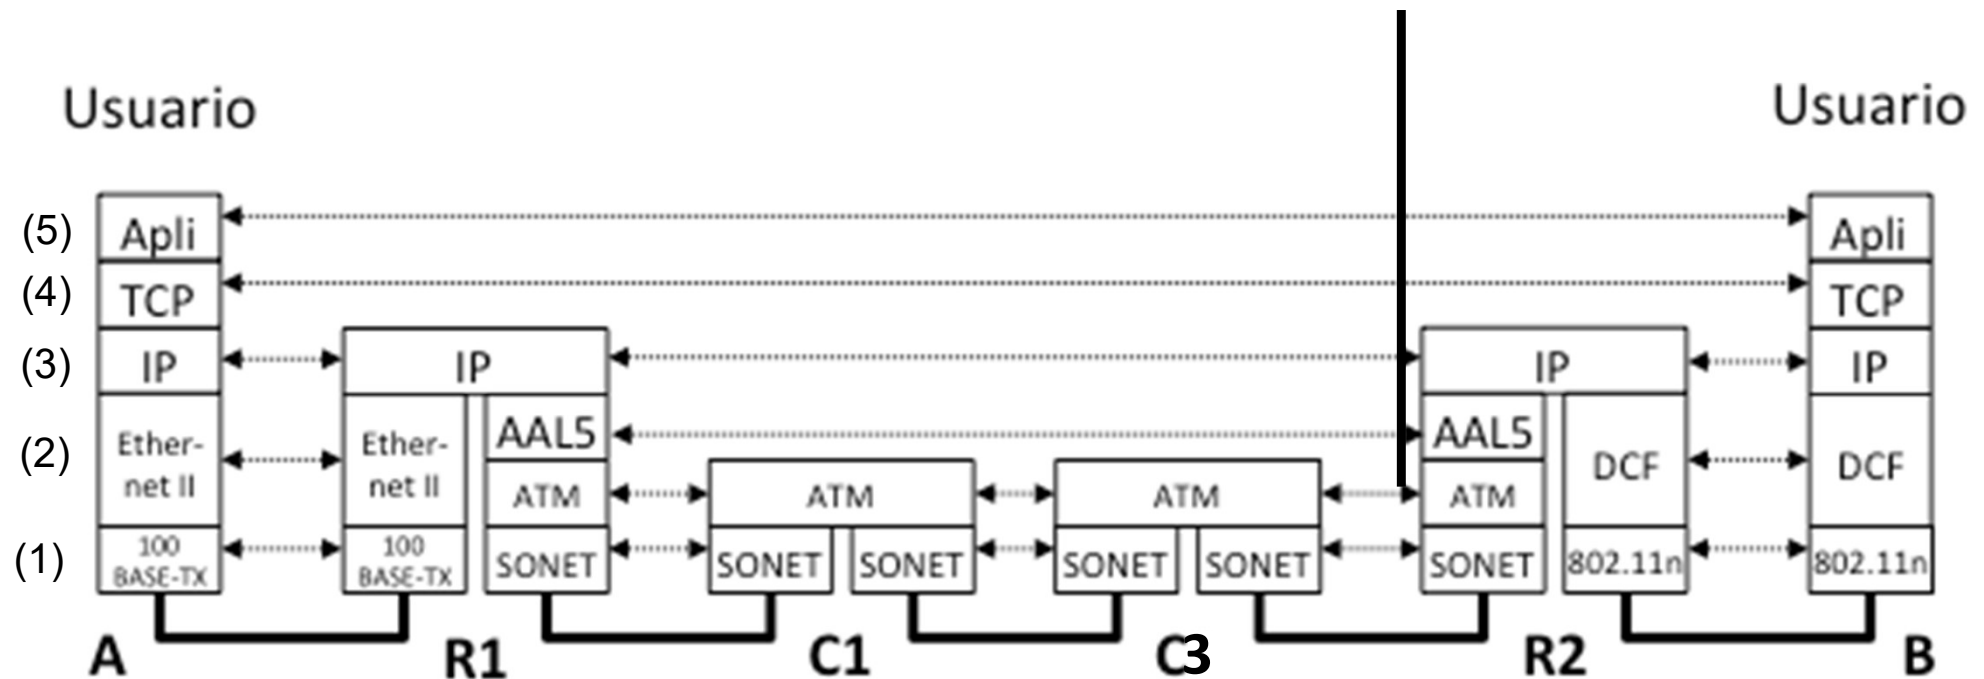 Usuario Usuario
(5) Apli Apli
(4) TCP TCP
(3) IP IP IP IP
AAL5 AAL5
(2) Ether- Ether- DCF DCF
net II net II ATM ATM ATM ATM
(1) 100 100
BASE-TX BASE-TX SONET SONET SONET SONET SONET SONET 802.11n 802.11n
A R1 C1 C3 R2 B